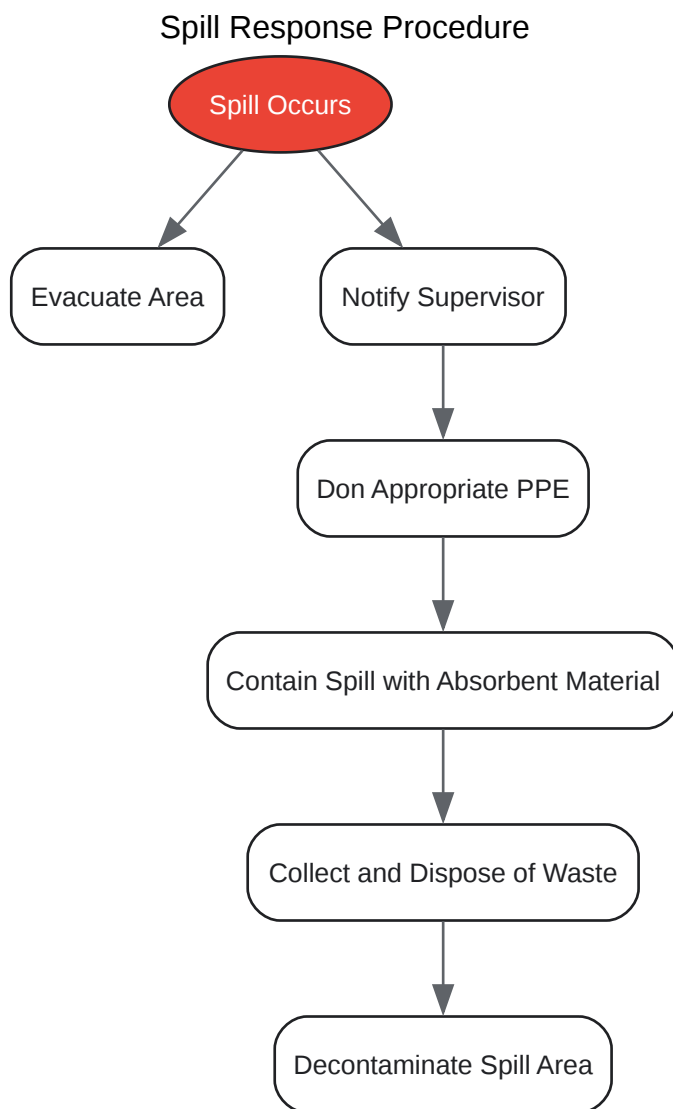 Spill Response Procedure
Spill Occurs
Evacuate Area
Notify Supervisor
Don Appropriate PPE
Contain Spill with Absorbent Material
Collect and Dispose of Waste
Decontaminate Spill Area